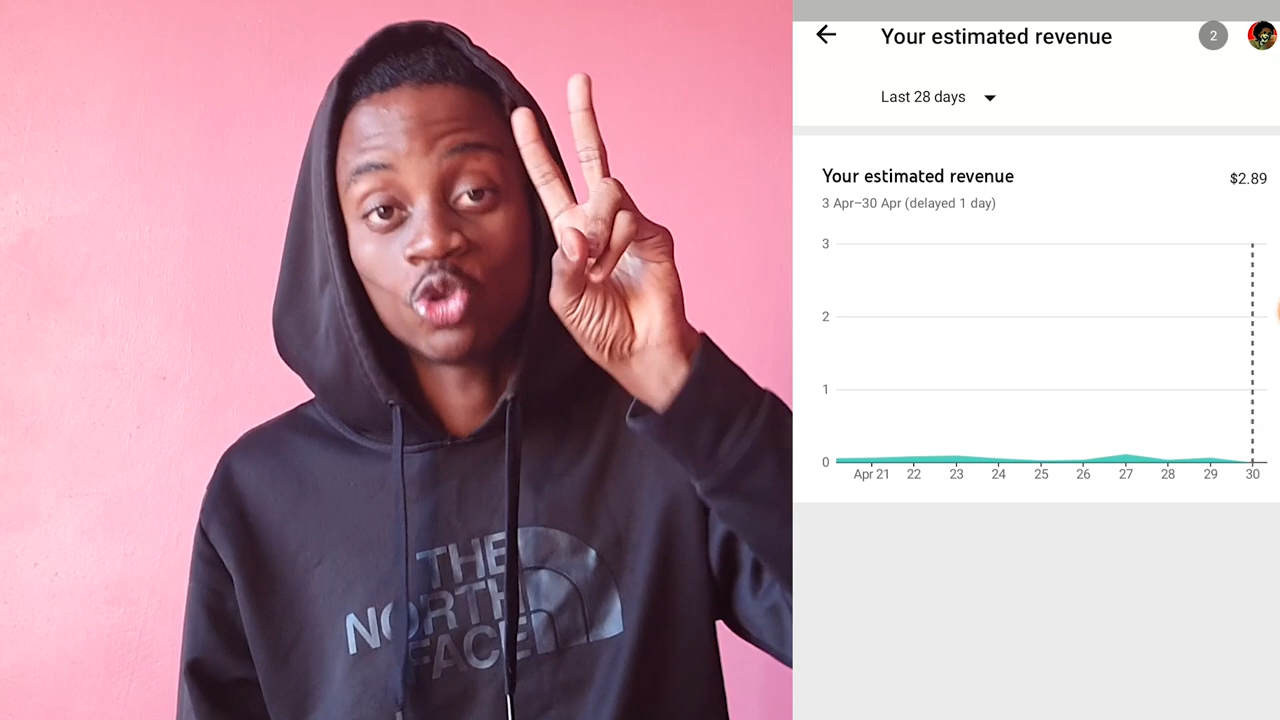 THE
NORTH
FACE
Your estimated revenue
2
Last 28 days
Your estimated revenue
$2.89
3 Apr–30 Apr (delayed 1 day)
3
2
1
0
Apr 21 22 23 24 25 26 27 28 29 30